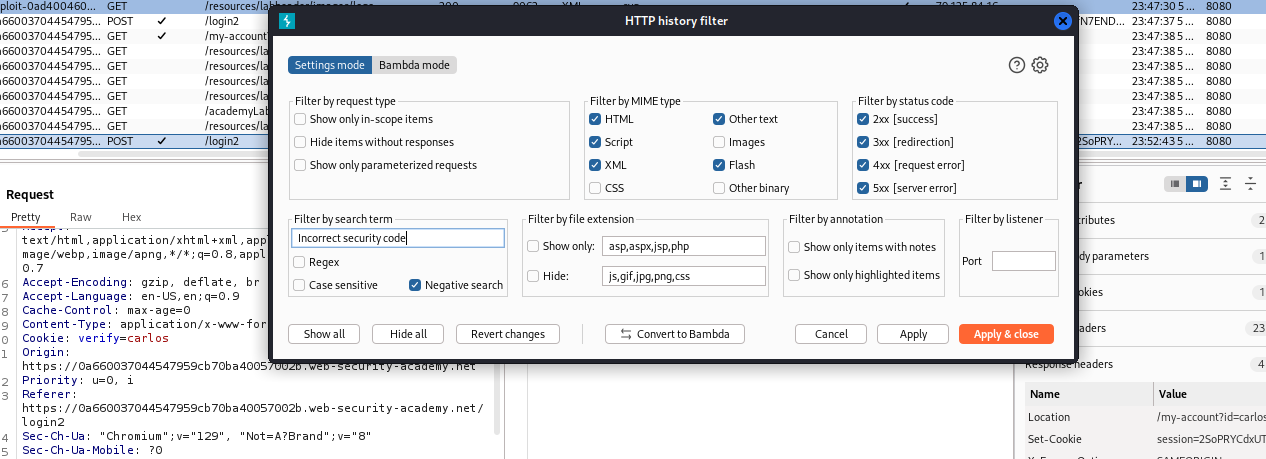 ploit-0ad400460... GET
23:47:30 5 ... 8080
a66003704454795... POST /login2
FN7END... 23:47:37 5 ... 8080
a66003704454795... GET /my-account?
23:47:38 5 ... 8080
a66003704454795... GET /resources/la
23:47:38 5 ... 8080
a66003704454795... GET /resources/la
23:47:38 5 ... 8080
a66003704454795... GET /resources/la
23:47:38 5 ... 8080
a66003704454795... GET /resources/la
23:47:38 5 ... 8080
a66003704454795... GET /academyLab
23:47:38 5 ... 8080
a66003704454795... GET /resources/la
23:47:38 5 ... 8080
a66003704454795... POST /login2
2SoPRY... 23:52:43 5 ... 8080
HTTP history filter
Settings mode Bambda mode
Filter by request type
Show only in-scope items
Hide items without responses
Show only parameterized requests
Filter by MIME type
HTML Other text
Script Images
XML Flash
CSS Other binary
Filter by status code
2xx [success]
3xx [redirection]
4xx [request error]
5xx [server error]
Filter by search term
Incorrect security code
Regex
Case sensitive Negative search
Filter by file extension
Show only: asp,aspx,jsp,php
Hide: js,gif,jpg,png,css
Filter by annotation
Show only items with notes
Show only highlighted items
Filter by listener
Port
Show all Hide all Revert changes Convert to Bambda Cancel Apply Apply & close
Request
Pretty Raw Hex
text/html,application/xhtml+xml,appl
mage/webp,image/apng,*/*;q=0.8,appl
0.7
6 Accept-Encoding: gzip, deflate, br
7 Accept-Language: en-US,en;q=0.9
8 Cache-Control: max-age=0
9 Content-Type: application/x-www-for
0 Cookie: verify=carlos
1 Origin:
https://0a660037044547959cb70ba40057002b.web-security-academy.net
2 Priority: u=0, i
3 Referer:
https://0a660037044547959cb70ba40057002b.web-security-academy.net/
login2
4 Sec-Ch-Ua: "Chromium";v="129", "Not=A?Brand";v="8"
5 Sec-Ch-Ua-Mobile: ?0
r
tributes 2
dy parameters 1
okies 1
eaders 23
Response headers 4
Name Value
Location /my-account?id=carlos
Set-Cookie session=2SoPRYCdxUT